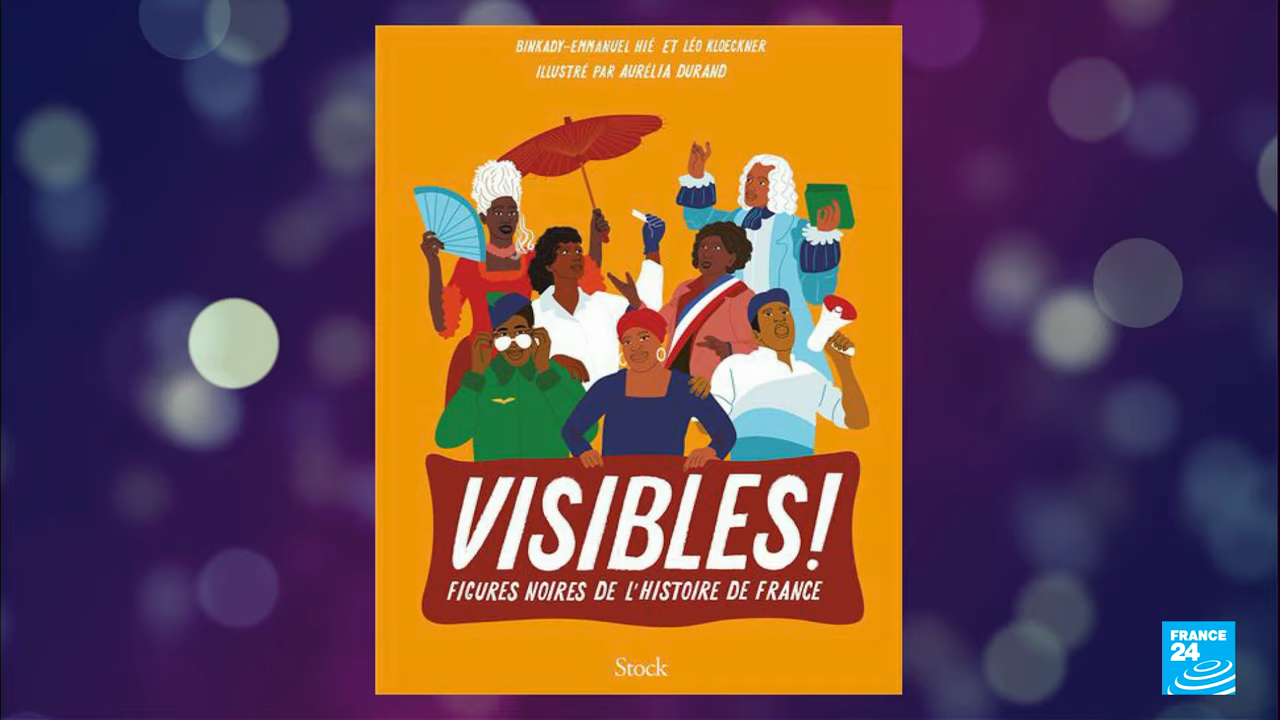 BINKADY-EMMANUEL HIÉ ET LÉO KLOECKNER
ILLUSTRÉ PAR AURÉLIA DURAND
VISIBLES!
FIGURES NOIRES DE L'HISTOIRE DE FRANCE
Stock
FRANCE
24